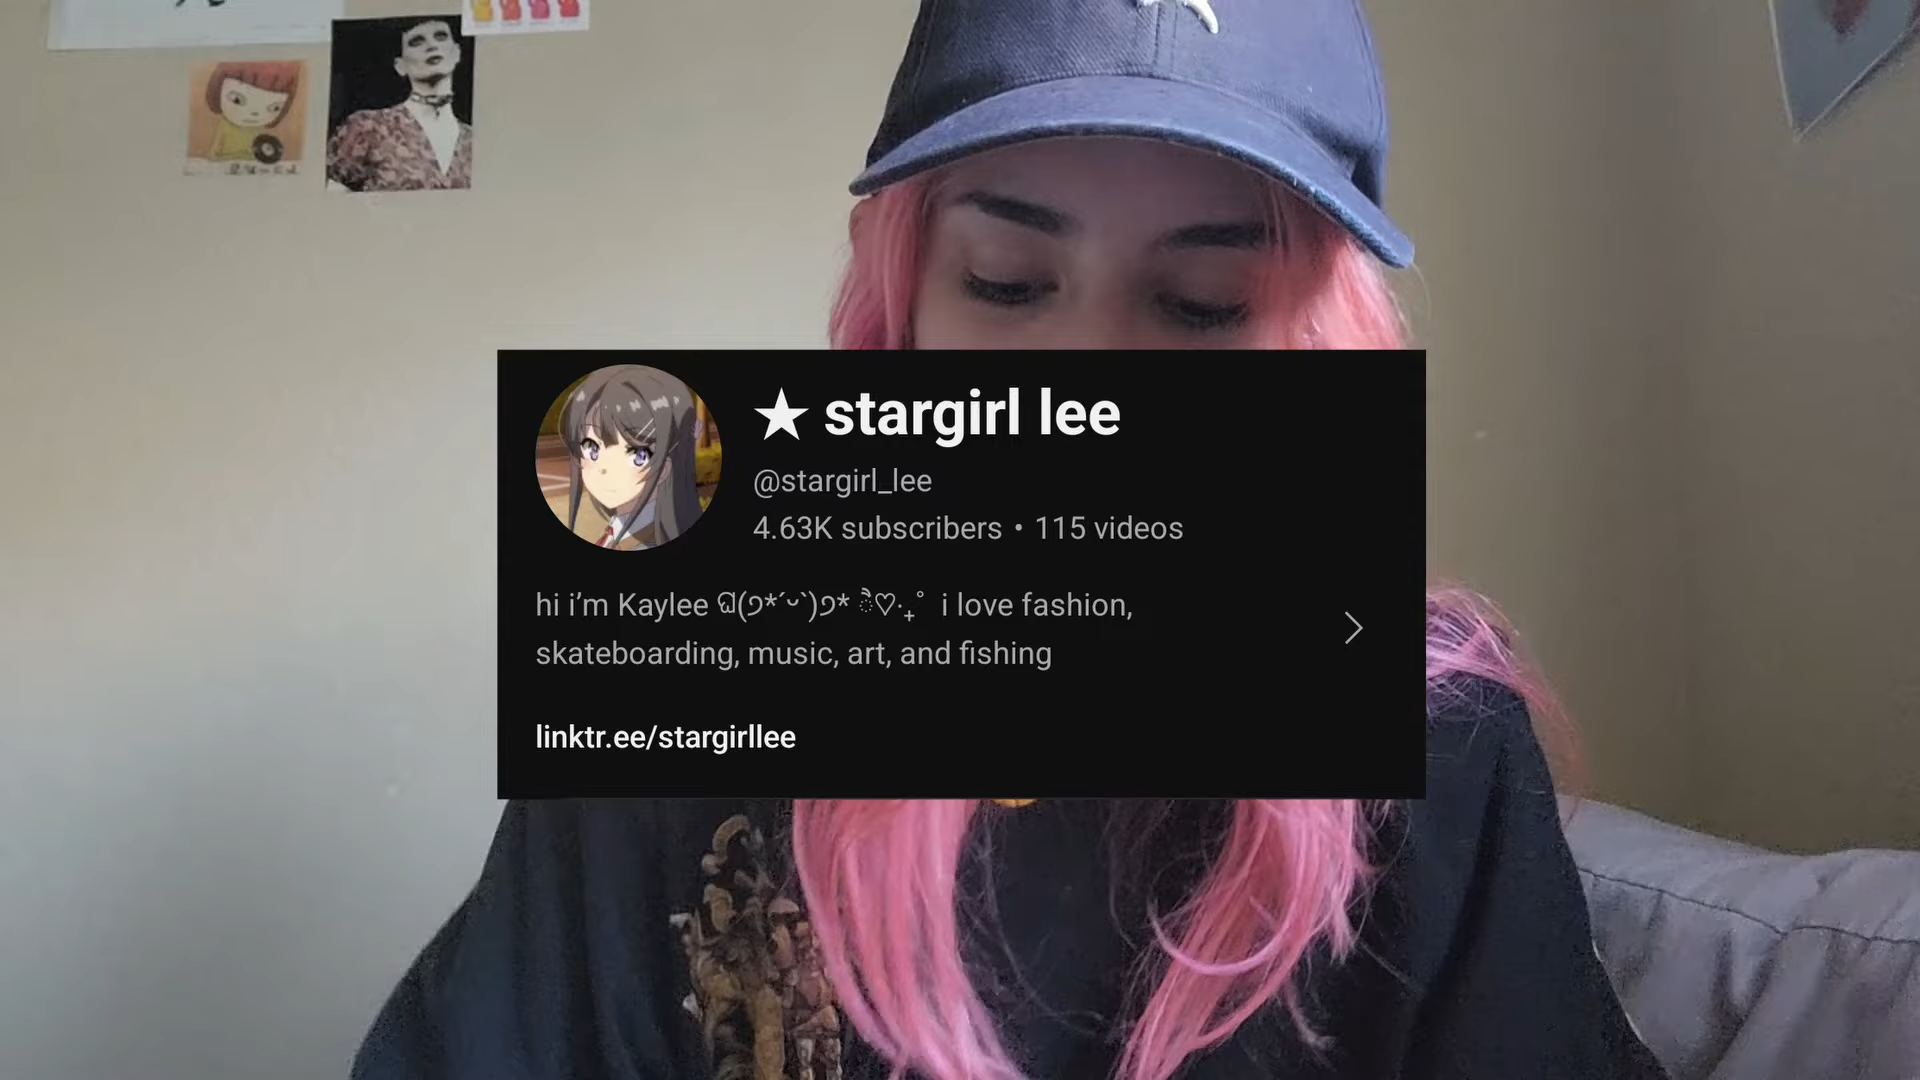 ★ stargirl lee
@stargirl_lee
4.63K subscribers • 115 videos
hi i’m Kaylee ଘ(੭*ˊᵕˋ)੭* ੈ♡‧₊˚ i love fashion,
skateboarding, music, art, and fishing
linktr.ee/stargirllee